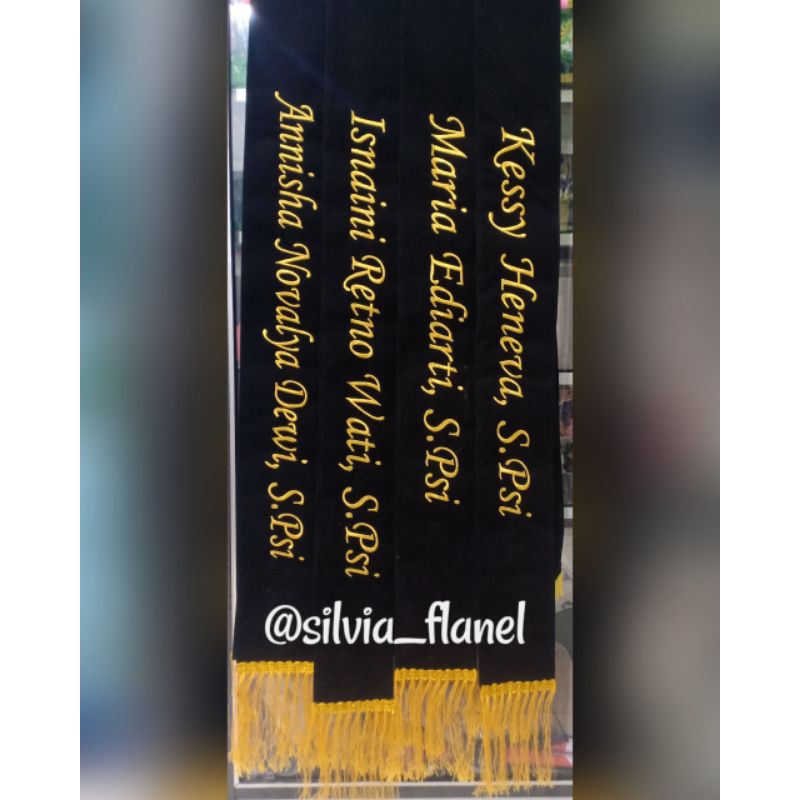 Kessy Heneva, S.Psi
Maria Ediarti, S.Psi
Isnaini Retno Wati, S.Psi
Annisha Novalya Dewi, S.Psi
@silvia_flanel